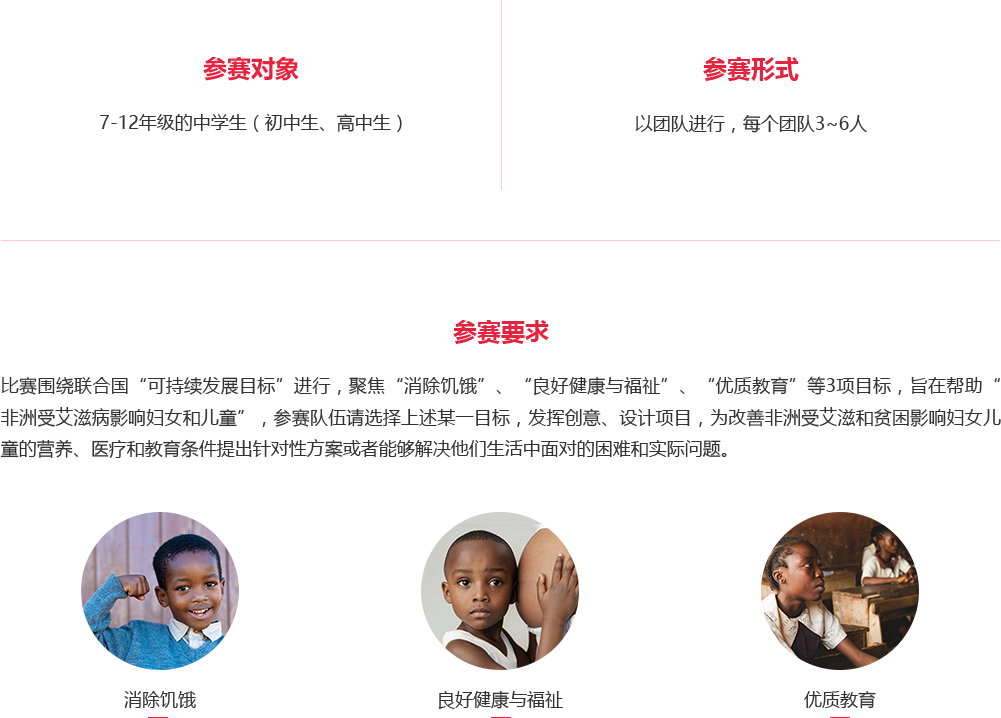 参赛对象
参赛形式
7-12年级的中学生（初中生、高中生）
以团队进行，每个团队3~6人
参赛要求
比赛围绕联合国“可持续发展目标”进行，聚焦“消除饥饿”、“良好健康与福祉”、“优质教育”等3项目标，旨在帮助“
非洲受艾滋病影响妇女和儿童”，参赛队伍请选择上述某一目标，发挥创意、设计项目，为改善非洲受艾滋和贫困影响妇女儿
童的营养、医疗和教育条件提出针对性方案或者能够解决他们生活中面对的困难和实际问题。
消除饥饿
良好健康与福祉
优质教育